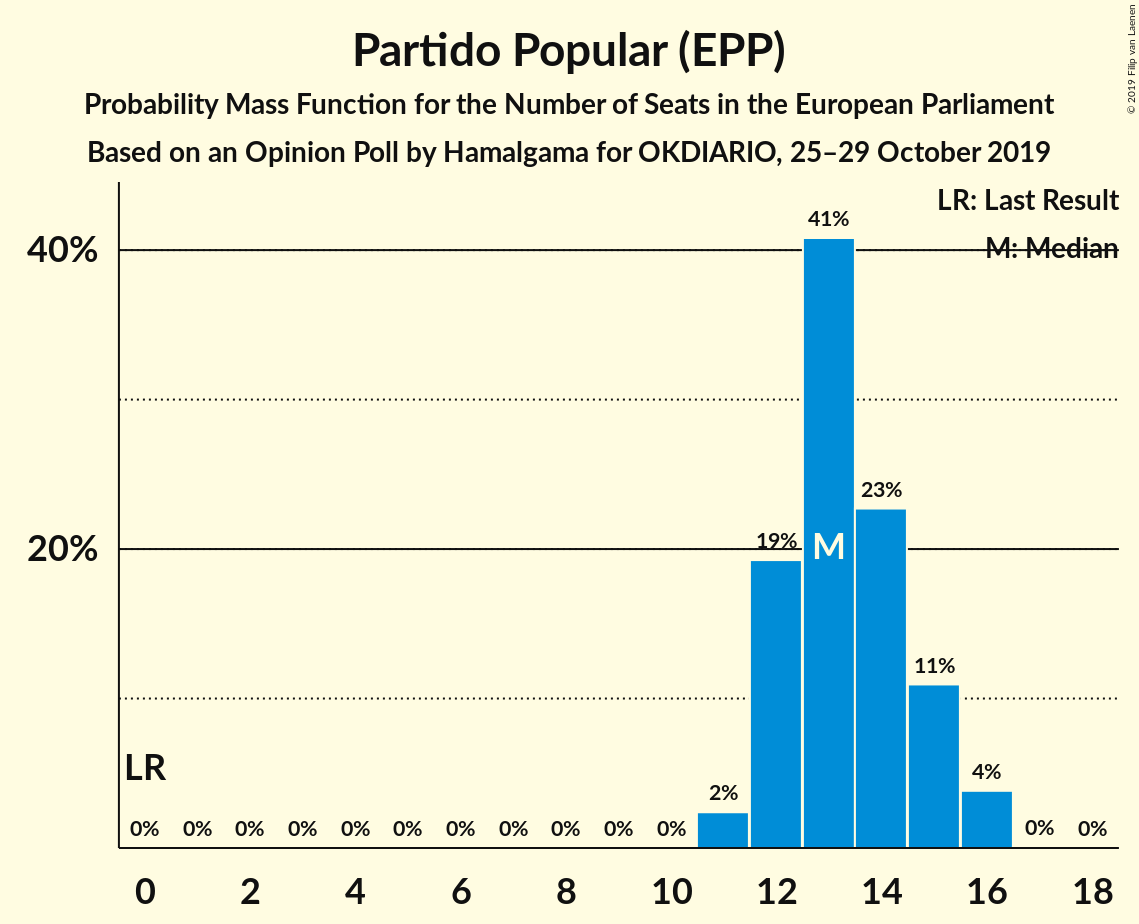 Partido Popular (EPP)
Probability Mass Function for the Number of Seats in the European Parliament
Based on an Opinion Poll by Hamalgama for OKDIARIO, 25–29 October 2019
© 2019 Filip van Laenen
LR: Last Result
M: Median
40%
20%
41%
23%
19%
M
11%
LR
2%
4%
0% 0% 0% 0% 0% 0% 0% 0% 0% 0% 0% 0% 0%
0 2 4 6 8 10 12 14 16 18